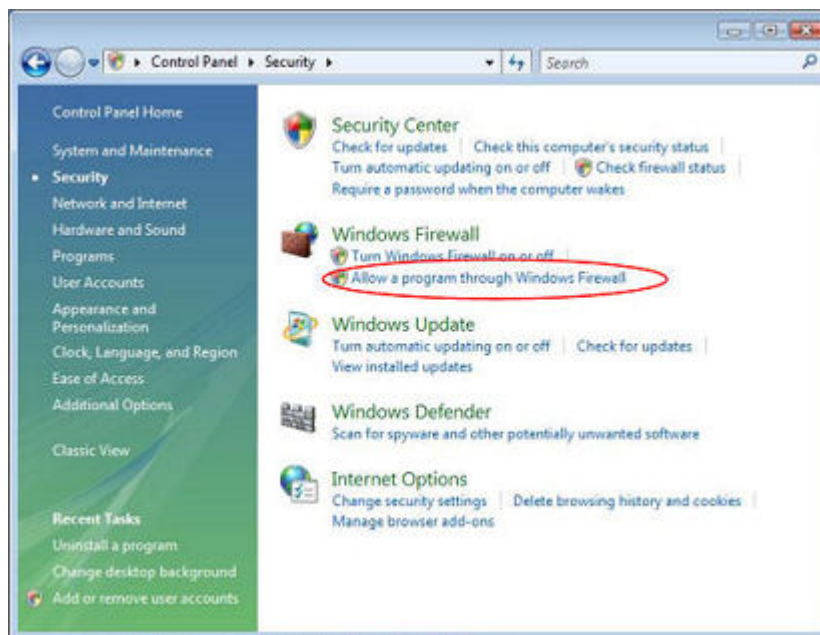 Control Panel Security
Search
Control Panel Home
System and Maintenance
Security
Network and Internet
Hardware and Sound
Programs
User Accounts
Appearance and
Personalization
Clock, Language, and Region
Ease of Access
Additional Options
Classic View
Recent Tasks
Uninstall a program
Change desktop background
Add or remove user accounts
Security Center
Check for updates Check this computer's security status
Turn automatic updating on or off Check firewall status
Require a password when the computer wakes
Windows Firewall
Turn Windows Firewall on or off
Allow a program through Windows Firewall
Windows Update
Turn automatic updating on or off Check for updates
View installed updates
Windows Defender
Scan for spyware and other potentially unwanted software
Internet Options
Change security settings Delete browsing history and cookies
Manage browser add-ons